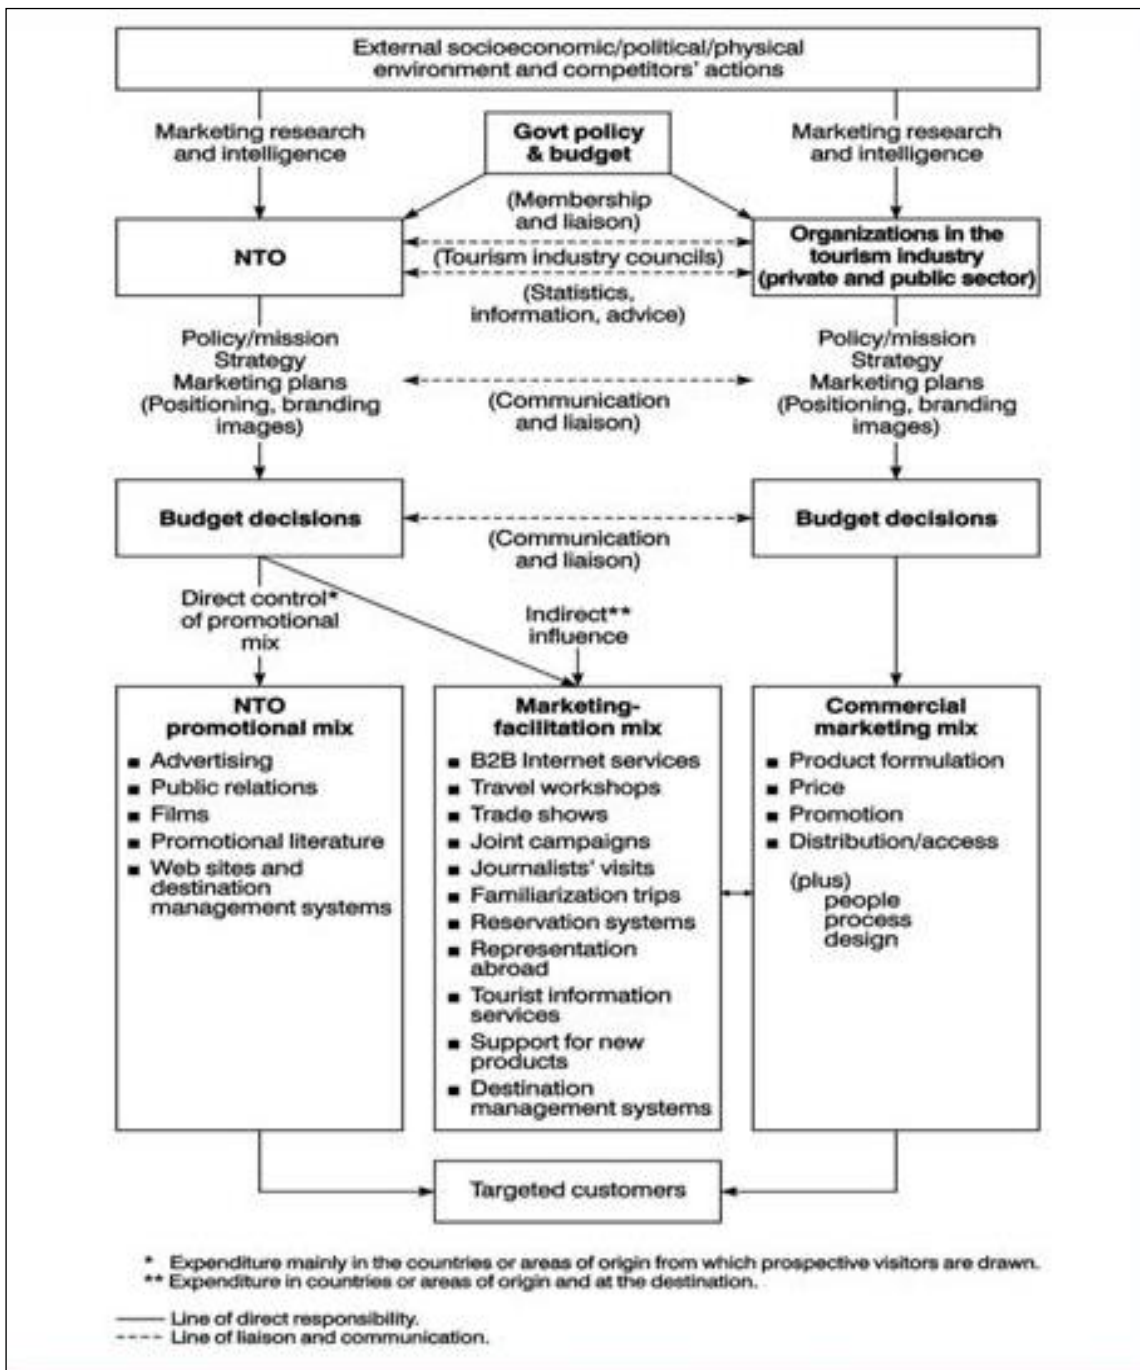 External socioeconomic/political/physical
environment and competitors' actions
Marketing research
and intelligence
Govt policy
& budget
Marketing research
and intelligence
(Membership
and liaison)
NTO
(Tourism industry councils)
Organizations in the
tourism industry
(private and public sector)
(Statistics,
information, advice)
Policy/mission
Strategy
Marketing plans
(Positioning, branding
images)
(Communication
and liaison)
Policy/mission
Strategy
Marketing plans
(Positioning, branding
images)
Budget decisions
(Communication
and liaison)
Budget decisions
Direct control*
of promotional
mix
Indirect**
influence
NTO
promotional mix
■ Advertising
■ Public relations
■ Films
■ Promotional literature
■ Web sites and
destination
management systems
Marketing-
facilitation mix
■ B2B Internet services
■ Travel workshops
■ Trade shows
■ Joint campaigns
■ Journalists' visits
■ Familiarization trips
■ Reservation systems
■ Representation
abroad
■ Tourist information
services
■ Support for new
products
■ Destination
management systems
Commercial
marketing mix
■ Product formulation
■ Price
■ Promotion
■ Distribution/access
(plus)
people
process
design
Targeted customers
* Expenditure mainly in the countries or areas of origin from which prospective visitors are drawn.
** Expenditure in countries or areas of origin and at the destination.
Line of direct responsibility.
Line of liaison and communication.